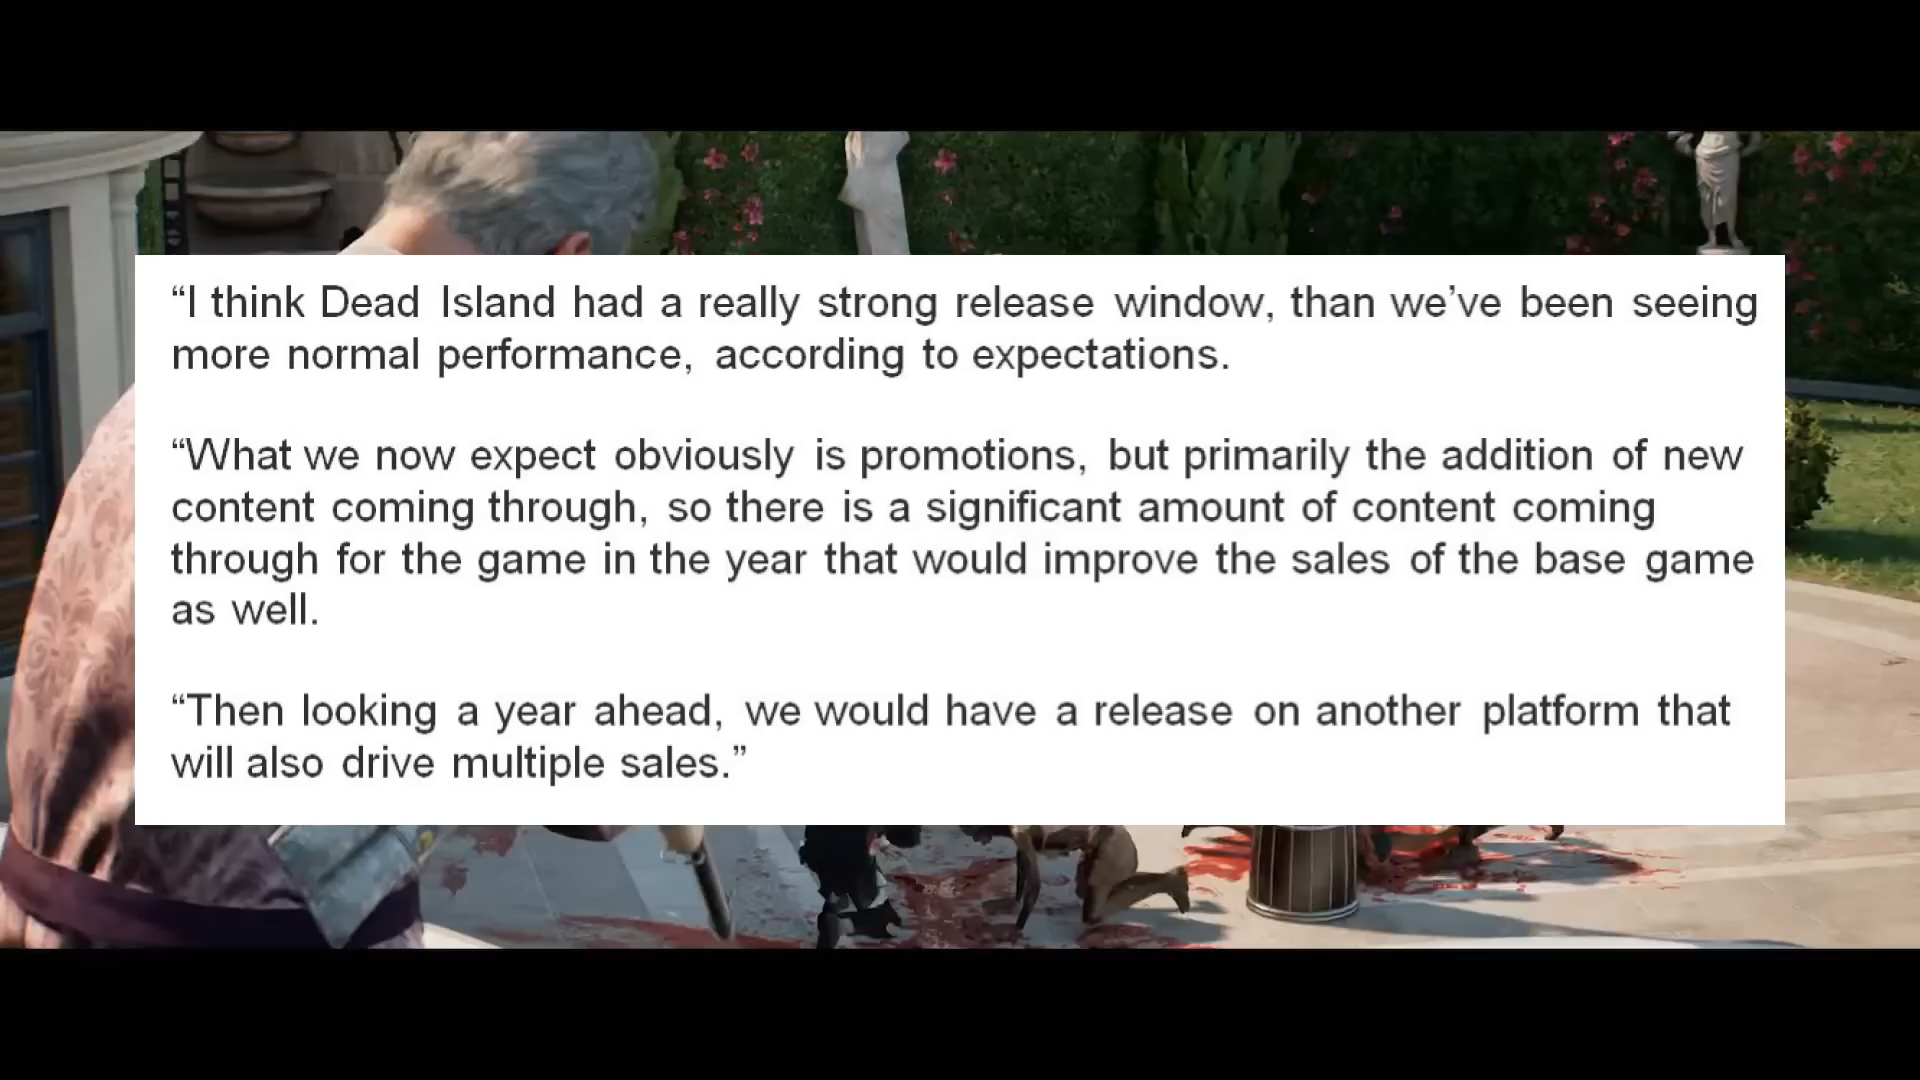 “I think Dead Island had a really strong release window, than we’ve been seeing
more normal performance, according to expectations.
“What we now expect obviously is promotions, but primarily the addition of new
content coming through, so there is a significant amount of content coming
through for the game in the year that would improve the sales of the base game
as well.
“Then looking a year ahead, we would have a release on another platform that
will also drive multiple sales.”